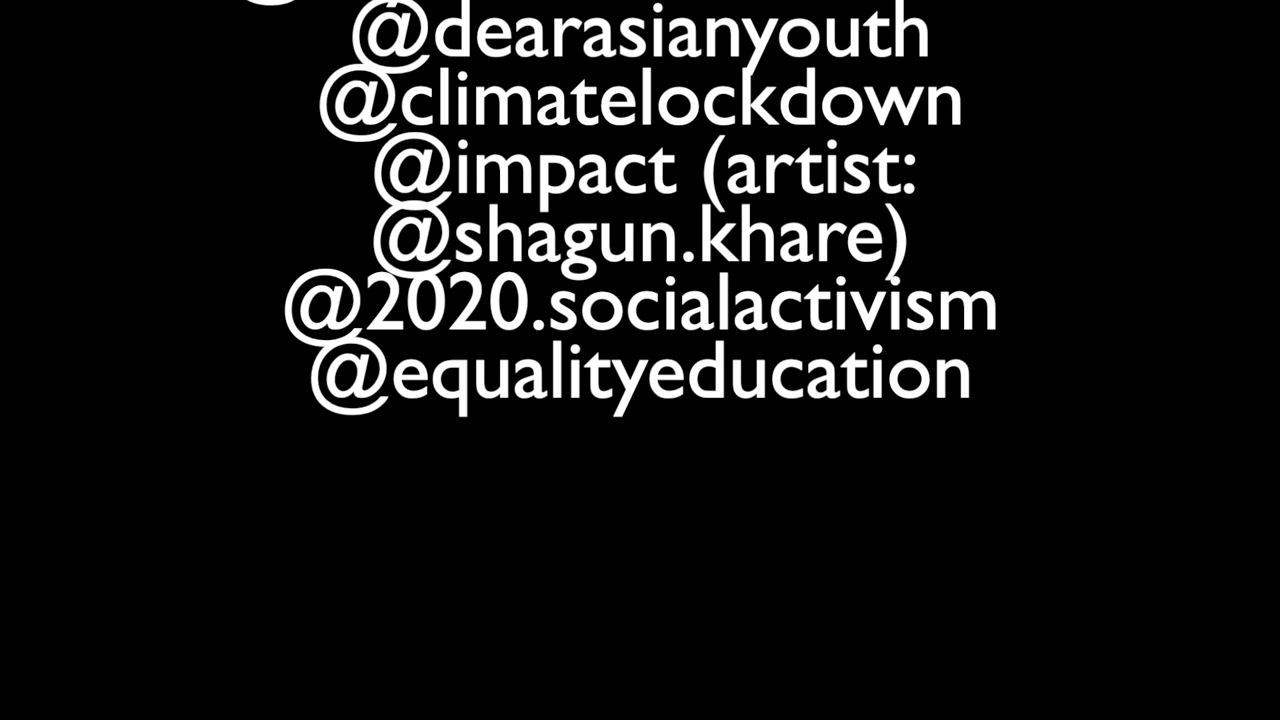 @dearasianyouth
@climatelockdown
@impact (artist:
@shagun.khare)
@2020.socialactivism
@equalityeducation